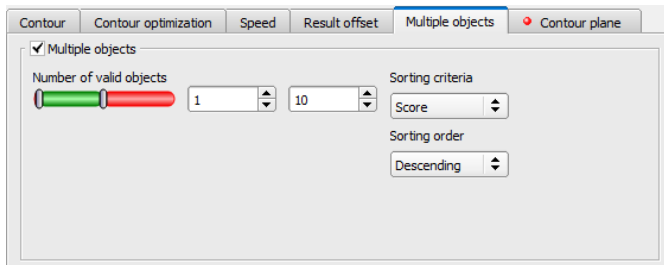 Contour Contour optimization Speed Result offset Multiple objects Contour plane
Multiple objects
Number of valid objects
1 10
Sorting criteria
Score
Sorting order
Descending